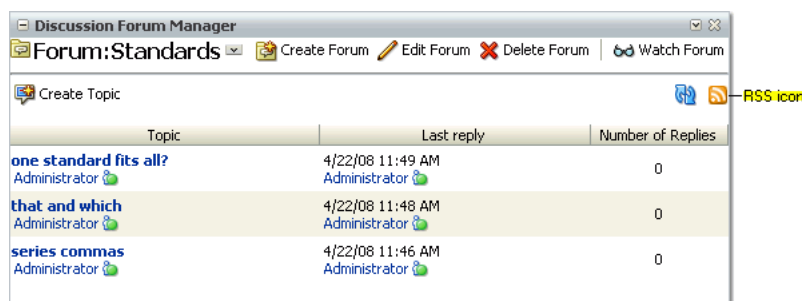 Discussion Forum Manager
Forum:Standards Create Forum Edit Forum Delete Forum Watch Forum
Create Topic RSS icon
Topic Last reply Number of Replies
one standard fits all? 4/22/08 11:49 AM 0
Administrator Administrator
that and which 4/22/08 11:48 AM 0
Administrator Administrator
series commas 4/22/08 11:46 AM 0
Administrator Administrator